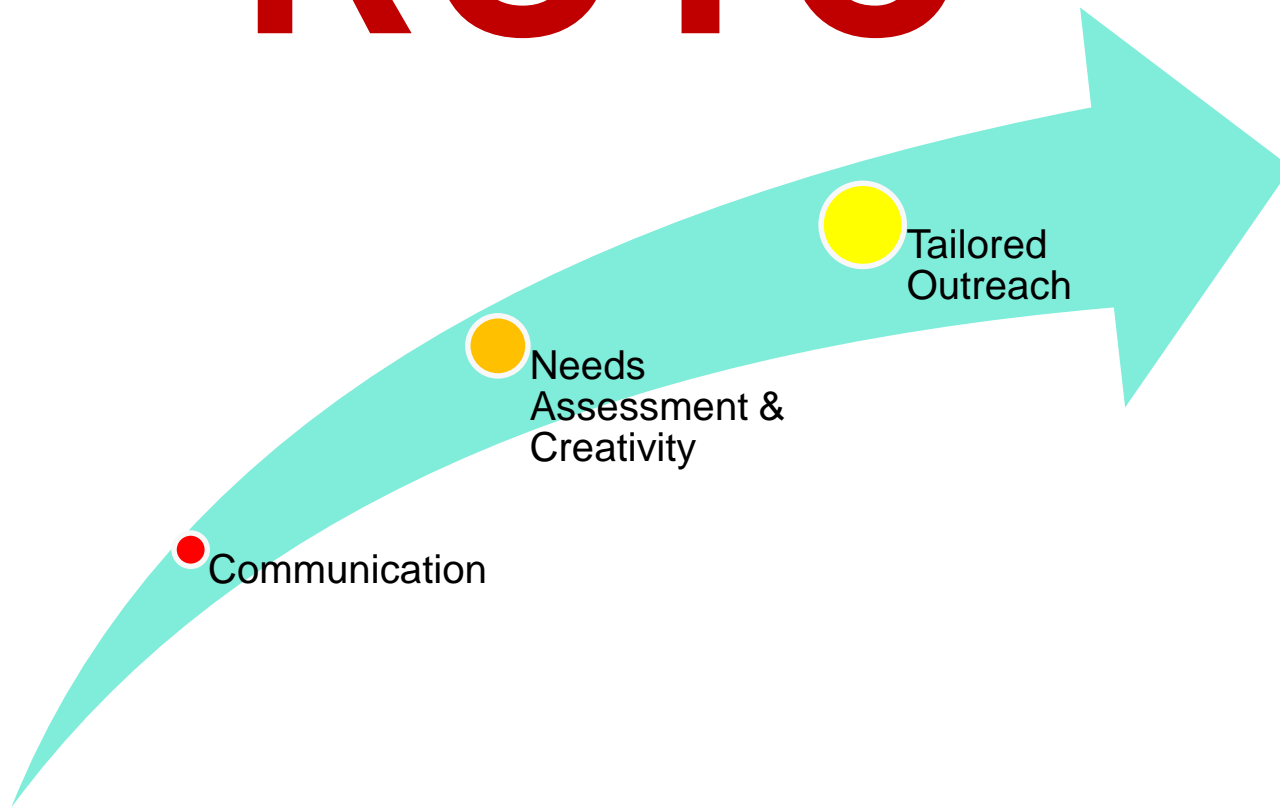 Communication
Needs
Assessment &
Creativity
Tailored
Outreach